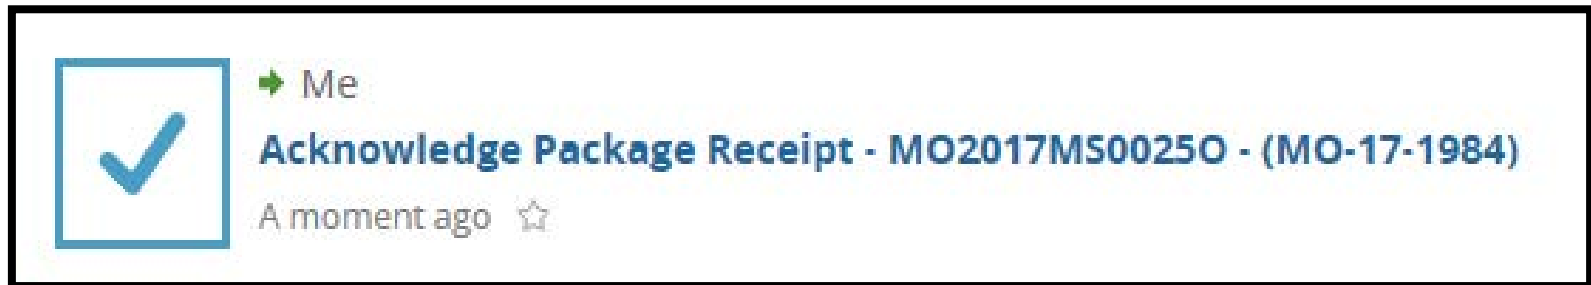 Me
Acknowledge Package Receipt - MO2017MS0025O - (MO-17-1984)
A moment ago